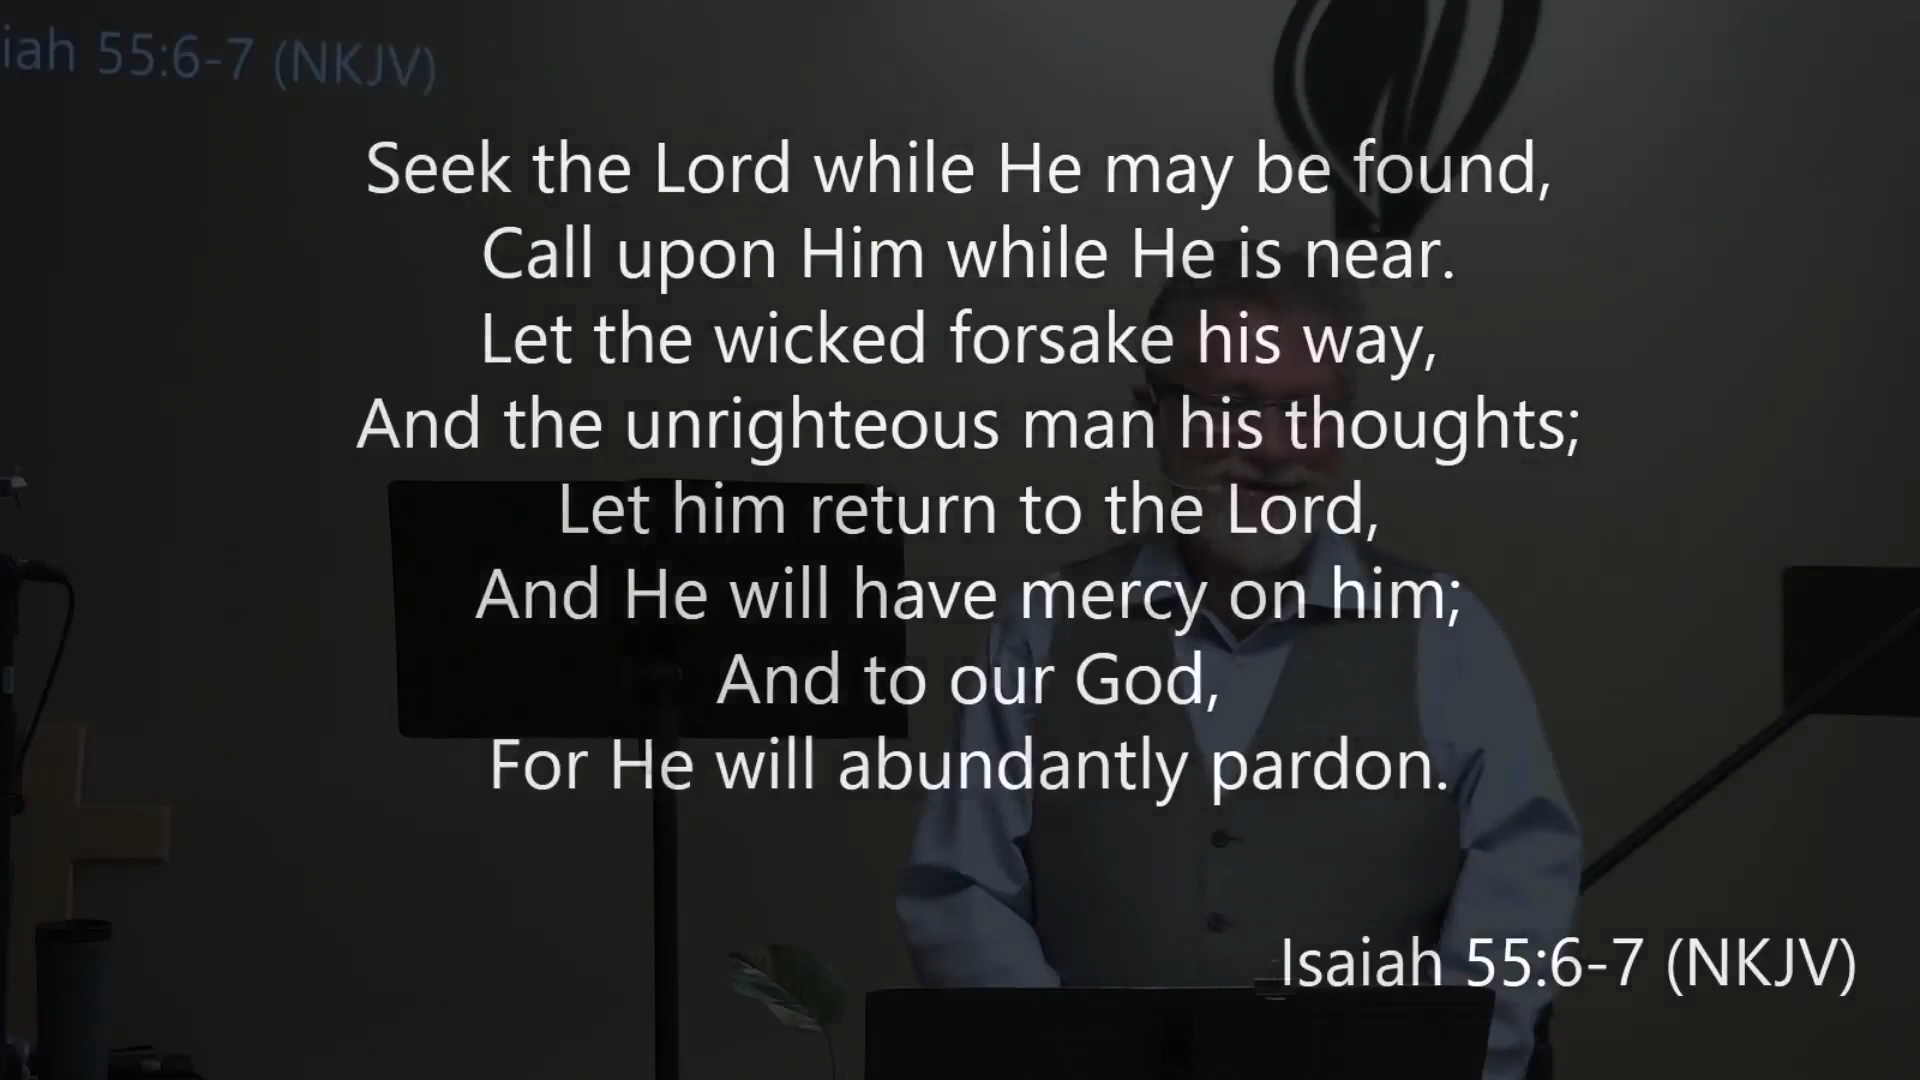 iah 55:6-7 (NKJV)
Seek the Lord while He may be found,
Call upon Him while He is near.
Let the wicked forsake his way,
And the unrighteous man his thoughts;
Let him return to the Lord,
And He will have mercy on him;
And to our God,
For He will abundantly pardon.
Isaiah 55:6-7 (NKJV)